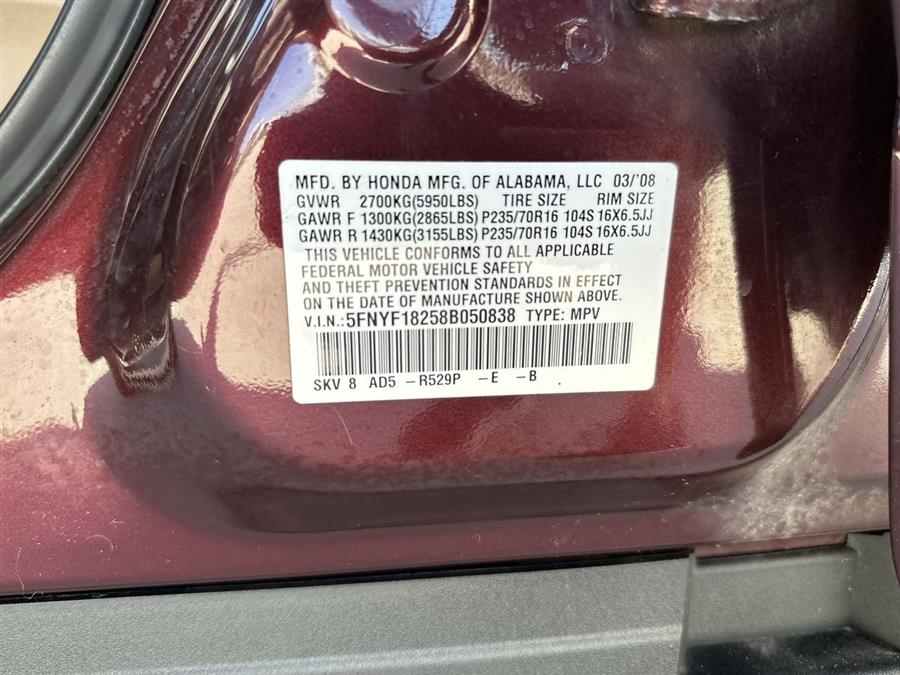 MFD. BY HONDA MFG. OF ALABAMA, LLC 03/'08
GVWR 2700KG(5950LBS) TIRE SIZE RIM SIZE
GAWR F 1300KG(2865LBS) P235/70R16 104S 16X6.5JJ
GAWR R 1430KG(3155LBS) P235/70R16 104S 16X6.5JJ
THIS VEHICLE CONFORMS TO ALL APPLICABLE
FEDERAL MOTOR VEHICLE SAFETY
AND THEFT PREVENTION STANDARDS IN EFFECT
ON THE DATE OF MANUFACTURE SHOWN ABOVE.
V.I.N.:5FNYF18258B050838 TYPE: MPV
SKV 8 AD5 -R529P -E -B .